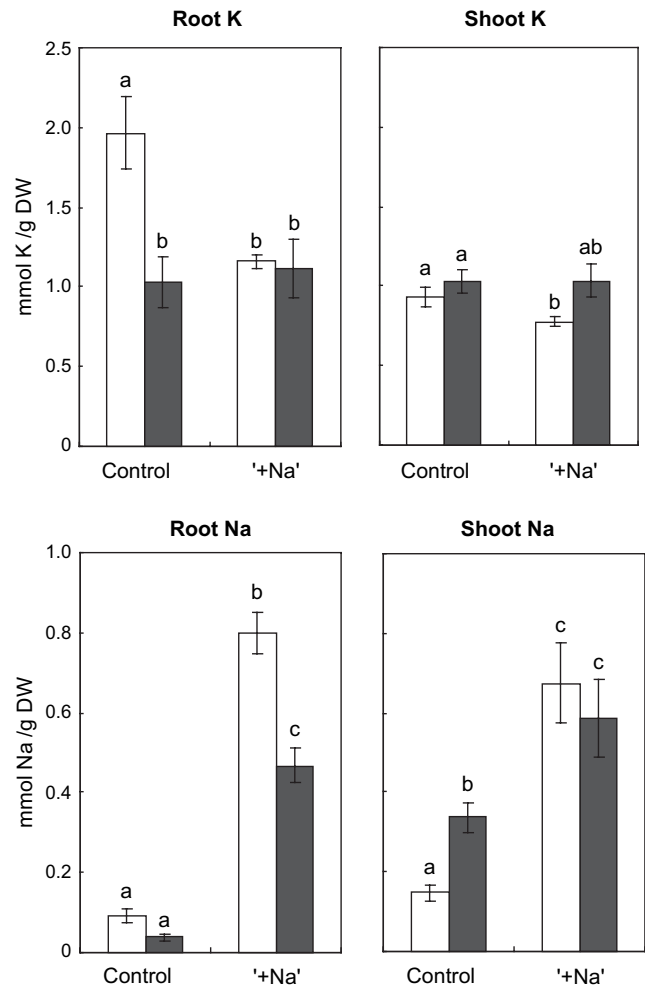 Root K
Shoot K
mmol K /g DW
2.5
2.0
1.5
1.0
0.5
0
a
b
b
b
a
a
b
ab
Control
'+Na'
Control
'+Na'
Root Na
Shoot Na
mmol Na /g DW
1.0
0.8
0.6
0.4
0.2
0
a
a
b
c
a
b
c
c
Control
'+Na'
Control
'+Na'